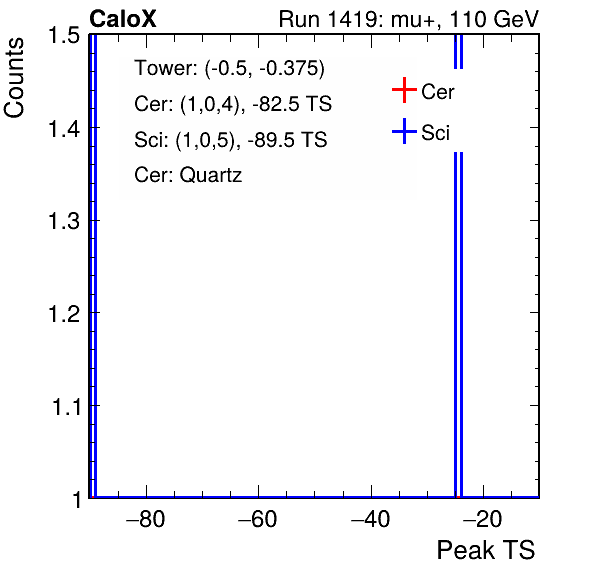 CaloX Run 1419: mu+, 110 GeV
Counts
1.5
1.4
1.3
1.2
1.1
1
Tower: (-0.5, -0.375)
Cer: (1,0,4), -82.5 TS
Sci: (1,0,5), -89.5 TS
Cer: Quartz
Cer
Sci
−80 −60 −40 −20
Peak TS